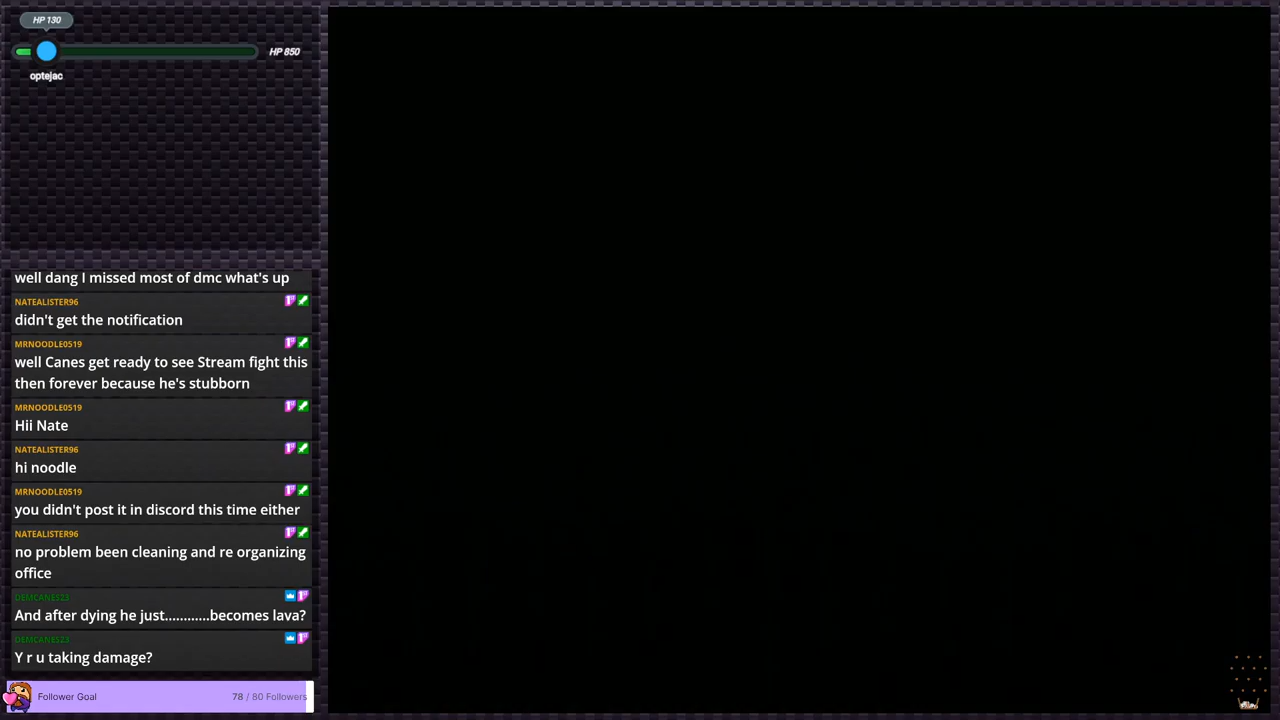 HP 130
HP 850
optejac
well dang I missed most of dmc what's up
NATEALISTER96
didn't get the notification
MRNOODLE0519
well Canes get ready to see Stream fight this
then forever because he's stubborn
MRNOODLE0519
Hii Nate
NATEALISTER96
hi noodle
MRNOODLE0519
you didn't post it in discord this time either
NATEALISTER96
no problem been cleaning and re organizing
office
DEMCANES23
And after dying he just............becomes lava?
DEMCANES23
Y r u taking damage?
Follower Goal
78 / 80 Followers